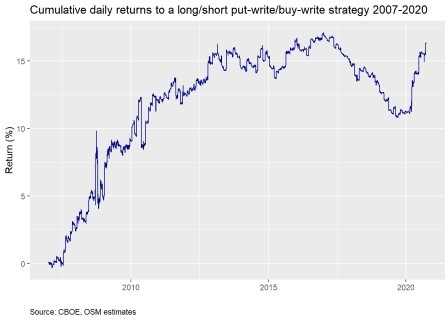 Cumulative daily returns to a long/short put-write/buy-write strategy 2007-2020
15
10
5
0
Return (%)
2010
2015
2020
Source: CBOE, OSM estimates